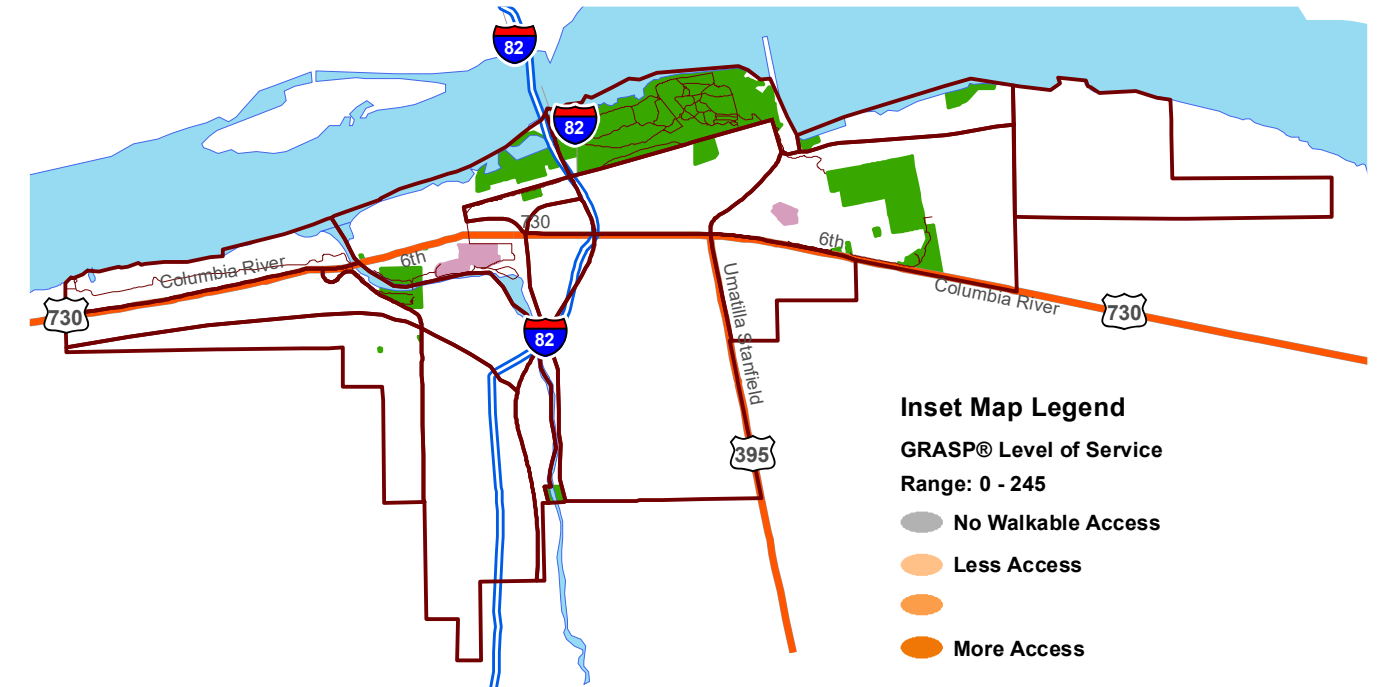 82
82
730
Columbia River
6th
6th
730
Umatilla Stanfield
Columbia River
730
82
395
Inset Map Legend
GRASP® Level of Service
Range: 0 - 245
No Walkable Access
Less Access
More Access